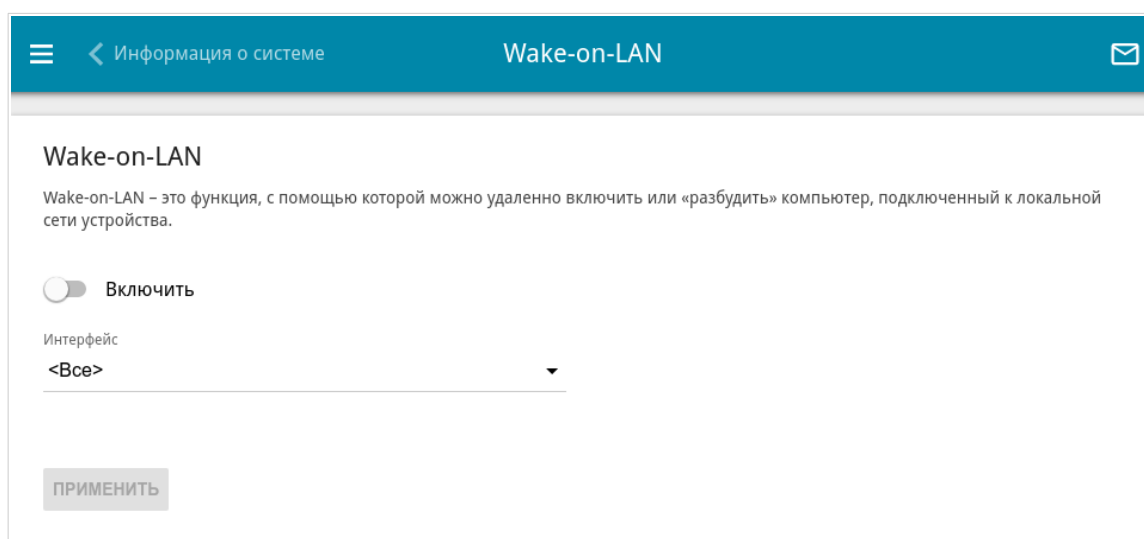 Информация о системе
Wake-on-LAN
Wake-on-LAN
Wake-on-LAN – это функция, с помощью которой можно удаленно включить или «разбудить» компьютер, подключенный к локальной
сети устройства.
Включить
Интерфейс
<Все>
ПРИМЕНИТЬ